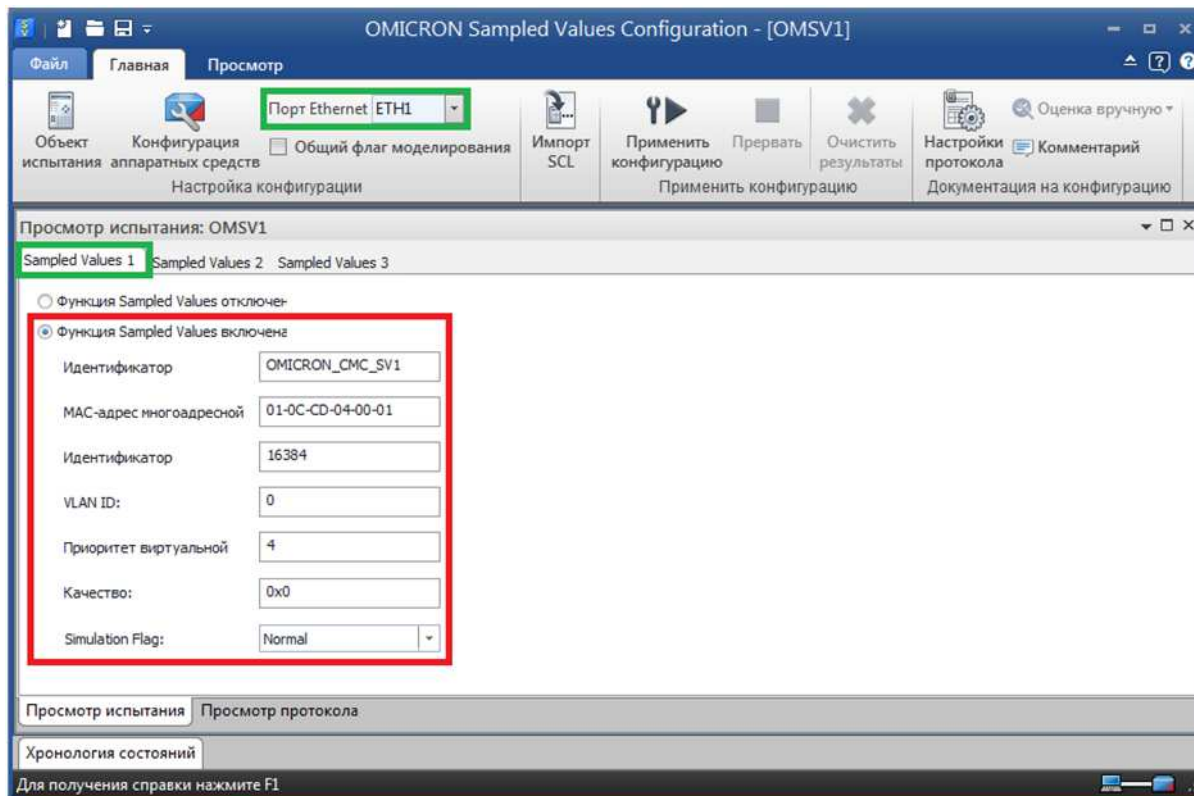 OMICRON Sampled Values Configuration - [OMSV1]
Файл Главная Просмотр
Порт Ethernet ETH1
Общий флаг моделирования
Объект испытания
Конфигурация аппаратных средств
Настройка конфигурации
Импорт SCL
Применить конфигурацию
Прервать
Очистить результаты
Применить конфигурацию
Настройки протокола
Оценка вручную
Комментарий
Документация на конфигурацию
Просмотр испытания: OMSV1
Sampled Values 1 Sampled Values 2 Sampled Values 3
Функция Sampled Values отключен
Функция Sampled Values включена
Идентификатор OMICRON_CMC_SV1
MAC-адрес многоадресной 01-0C-CD-04-00-01
Идентификатор 16384
VLAN ID: 0
Приоритет виртуальной 4
Качество: 0x0
Simulation Flag: Normal
Просмотр испытания Просмотр протокола
Хронология состояний
Для получения справки нажмите F1